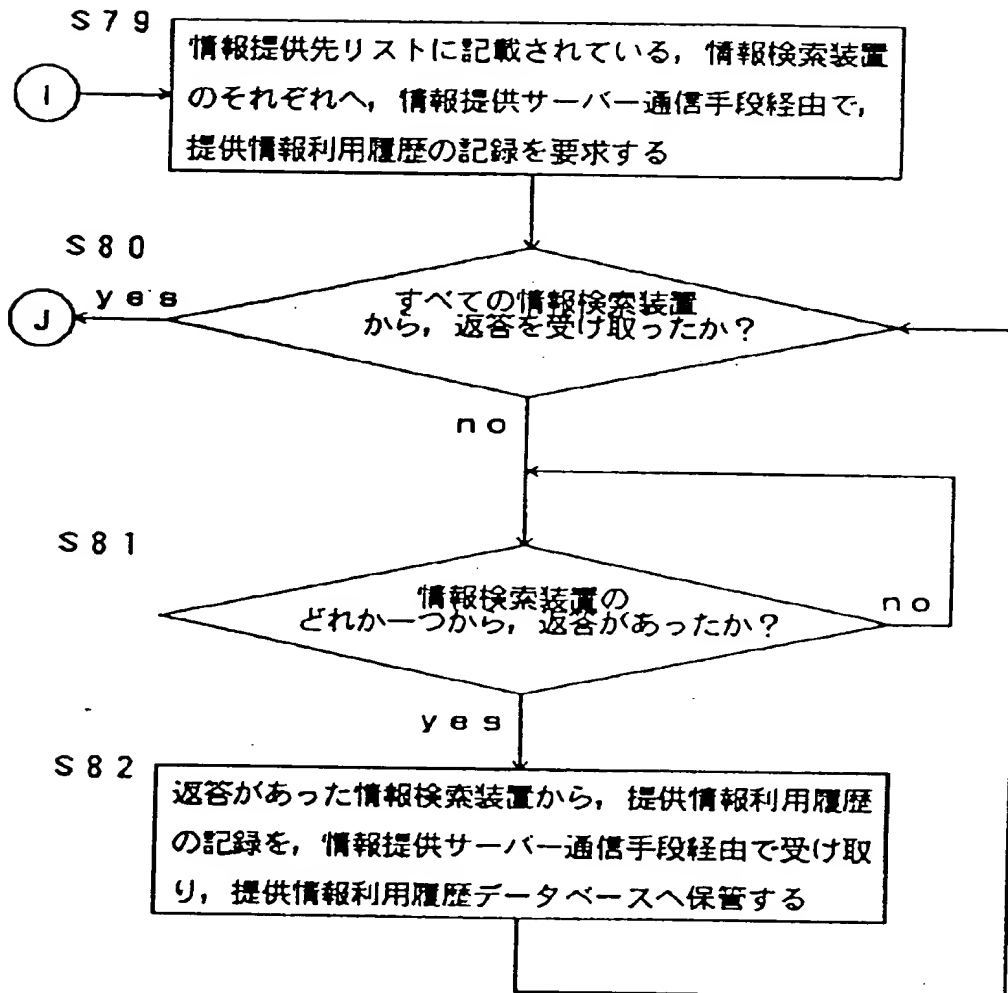 S79
情報提供先リストに記載されている，情報検索装置
I
のそれぞれへ，情報提供サーバー通信手段経由で，
提供情報利用履歴の記録を要求する
S80
yes
すべての情報検索装置
J
から，返答を受け取ったか？
no
S81
情報検索装置の
no
どれか一つから，返答があったか？
yes
S82
返答があった情報検索装置から，提供情報利用履歴
の記録を，情報提供サーバー通信手段経由で受け取
り，提供情報利用履歴データベースへ保管する